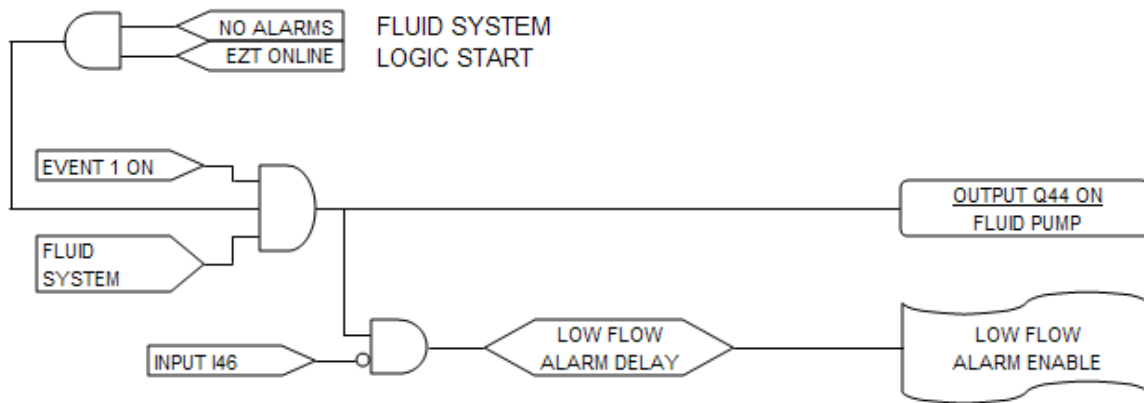 NO ALARMS
EZT ONLINE
FLUID SYSTEM
LOGIC START
EVENT 1 ON
FLUID
SYSTEM
OUTPUT Q44 ON
FLUID PUMP
INPUT I46
LOW FLOW
ALARM DELAY
LOW FLOW
ALARM ENABLE